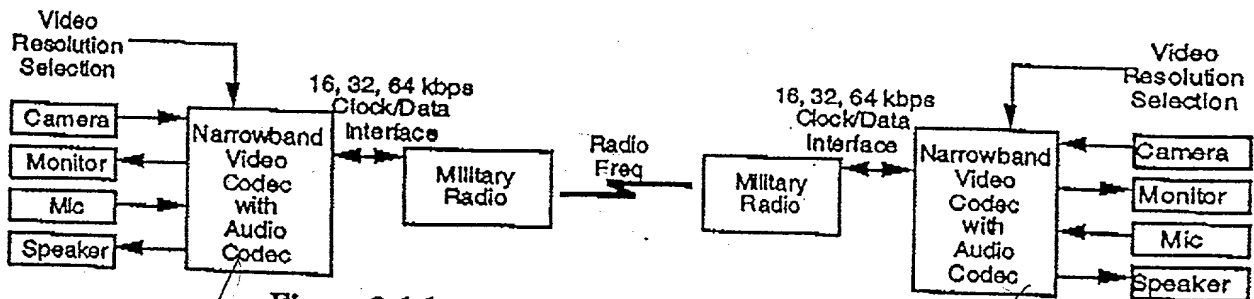 Video
Resolution
Selection
Camera
Monitor
Mic
Speaker
Narrowband
Video
Codec
with
Audio
Codec
16, 32, 64 kbps
Clock/Data
Interface
Military
Radio
Radio
Freq
Military
Radio
16, 32, 64 kbps
Clock/Data
Interface
Narrowband
Video
Codec
with
Audio
Codec
Video
Resolution
Selection
Camera
Monitor
Mic
Speaker